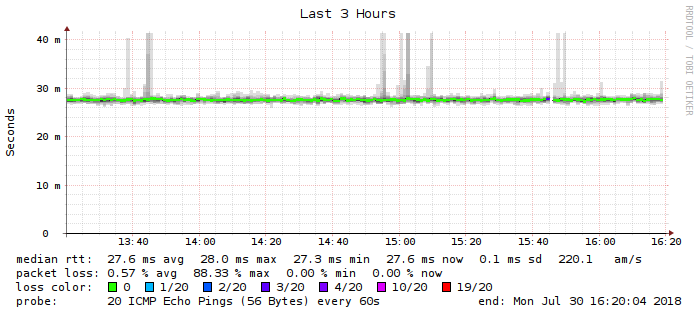 Last 3 Hours
RRDTOOL / TOBI OETIKER
Seconds
40 m
30 m
20 m
10 m
0
13:40 14:00 14:20 14:40 15:00 15:20 15:40 16:00 16:20
median rtt: 27.6 ms avg 28.0 ms max 27.3 ms min 27.6 ms now 0.1 ms sd 220.1 am/s
packet loss: 0.57 % avg 88.33 % max 0.00 % min 0.00 % now
loss color: 0 1/20 2/20 3/20 4/20 10/20 19/20
probe: 20 ICMP Echo Pings (56 Bytes) every 60s end: Mon Jul 30 16:20:04 2018